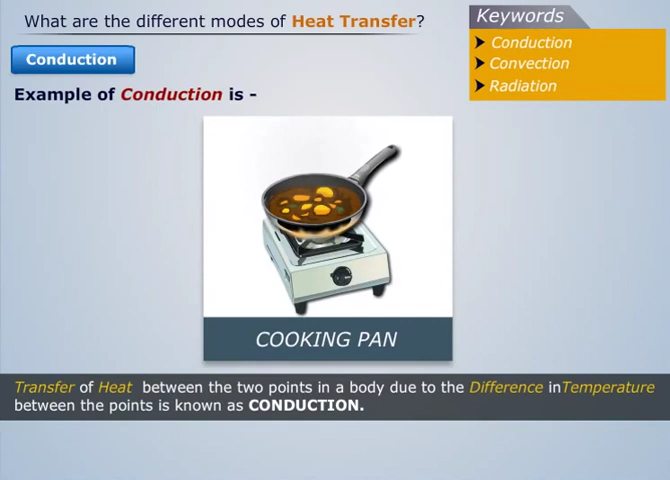 What are the different modes of Heat Transfer?
Keywords
Conduction
Convection
Radiation
Conduction
Example of Conduction is -
COOKING PAN
Transfer of Heat between the two points in a body due to the Difference inTemperature
between the points is known as CONDUCTION.